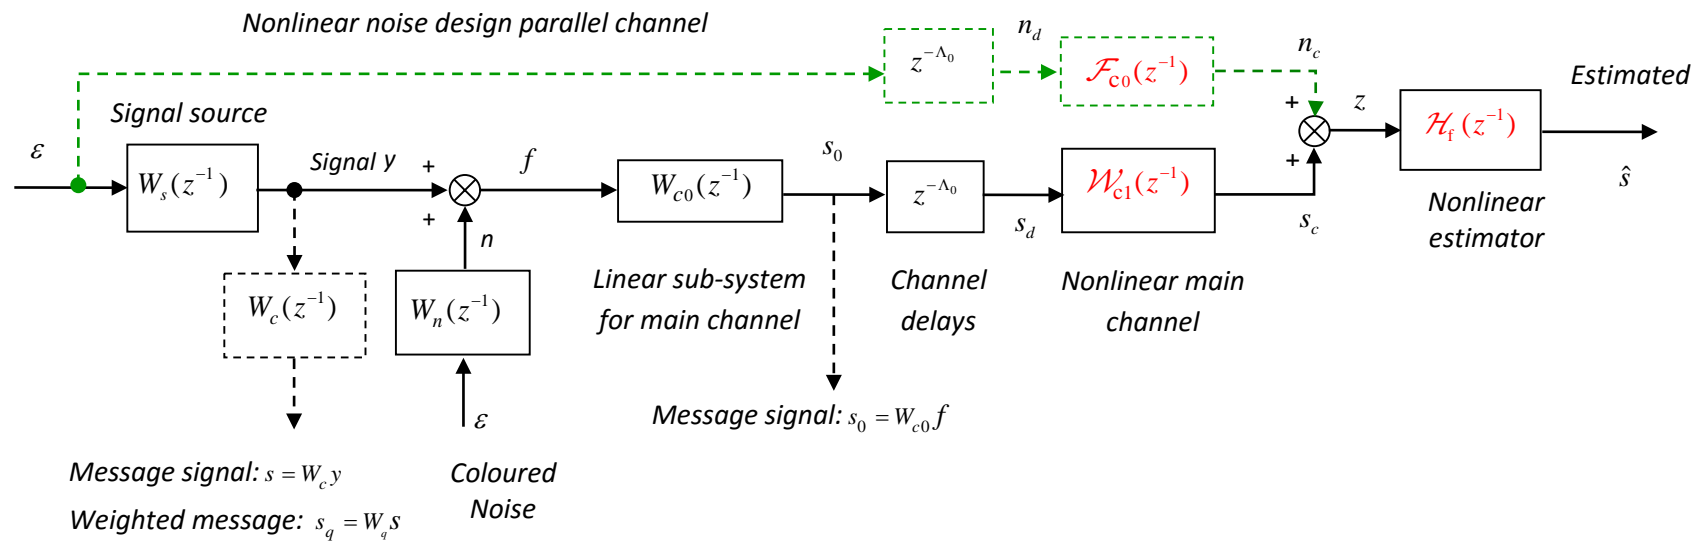 Nonlinear noise design parallel channel
n_d
n_c
z^{-Λ_0}
ℱ_{c0}(z^{-1})
Estimated
+
z
Signal source
ℋ_f(z^{-1})
ε
W_s(z^{-1})
Signal y
+
f
s_0
+
W_{c0}(z^{-1})
z^{-Λ_0}
𝒲_{c1}(z^{-1})
ŝ
+
n
s_d
s_c
Nonlinear
estimator
W_c(z^{-1})
W_n(z^{-1})
Linear sub-system
for main channel
Channel
delays
Nonlinear main
channel
ε
Message signal: s_0 = W_{c0} f
Message signal: s = W_c y
Coloured
Noise
Weighted message: s_q = W_q s